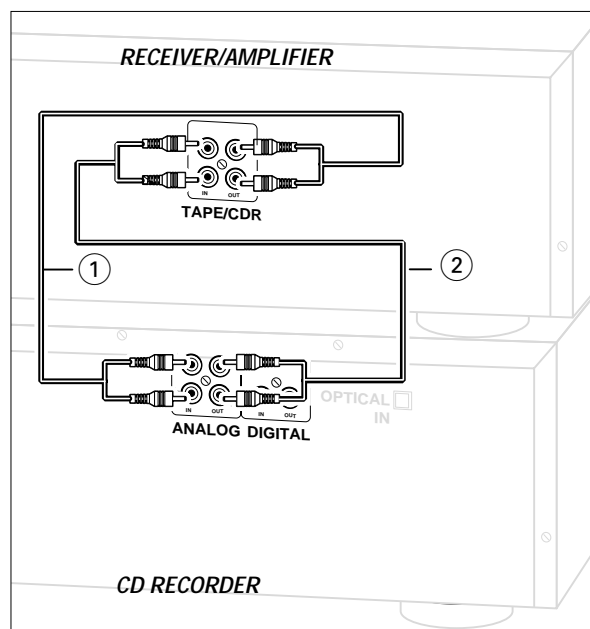 RECEIVER/AMPLIFIER
IN OUT
TAPE/CDR
1
2
OPTICAL
IN
IN OUT IN OUT
ANALOG DIGITAL
CD RECORDER